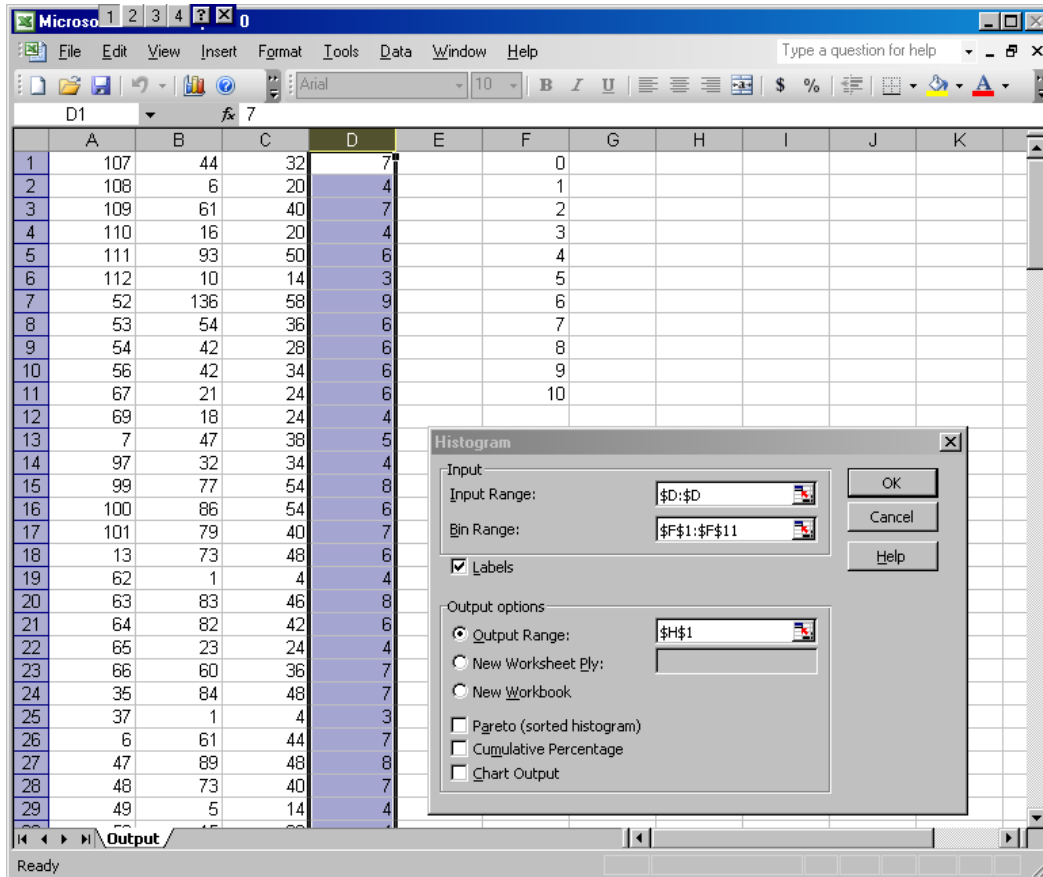 Microso 1 2 3 4 ? X 0
File Edit View Insert Format Tools Data Window Help Type a question for help
Arial 10 B I U $ % A
D1 fx 7
A B C D E F G H I J K
1 107 44 32 7 0
2 108 6 20 4 1
3 109 61 40 7 2
4 110 16 20 4 3
5 111 93 50 6 4
6 112 10 14 3 5
7 52 136 58 9 6
8 53 54 36 6 7
9 54 42 28 6 8
10 56 42 34 6 9
11 67 21 24 6 10
12 69 18 24 4
13 7 47 38 5
14 97 32 34 4
15 99 77 54 8
16 100 86 54 6
17 101 79 40 7
18 13 73 48 6
19 62 1 4 4
20 63 83 46 8
21 64 82 42 6
22 65 23 24 4
23 66 60 36 7
24 35 84 48 7
25 37 1 4 3
26 6 61 44 7
27 47 89 48 8
28 48 73 40 7
29 49 5 14 4
Histogram
Input
Input Range: $D:$D
Bin Range: $F$1:$F$11
Labels
OK
Cancel
Help
Output options
Output Range: $H$1
New Worksheet Ply:
New Workbook
Pareto (sorted histogram)
Cumulative Percentage
Chart Output
Output
Ready